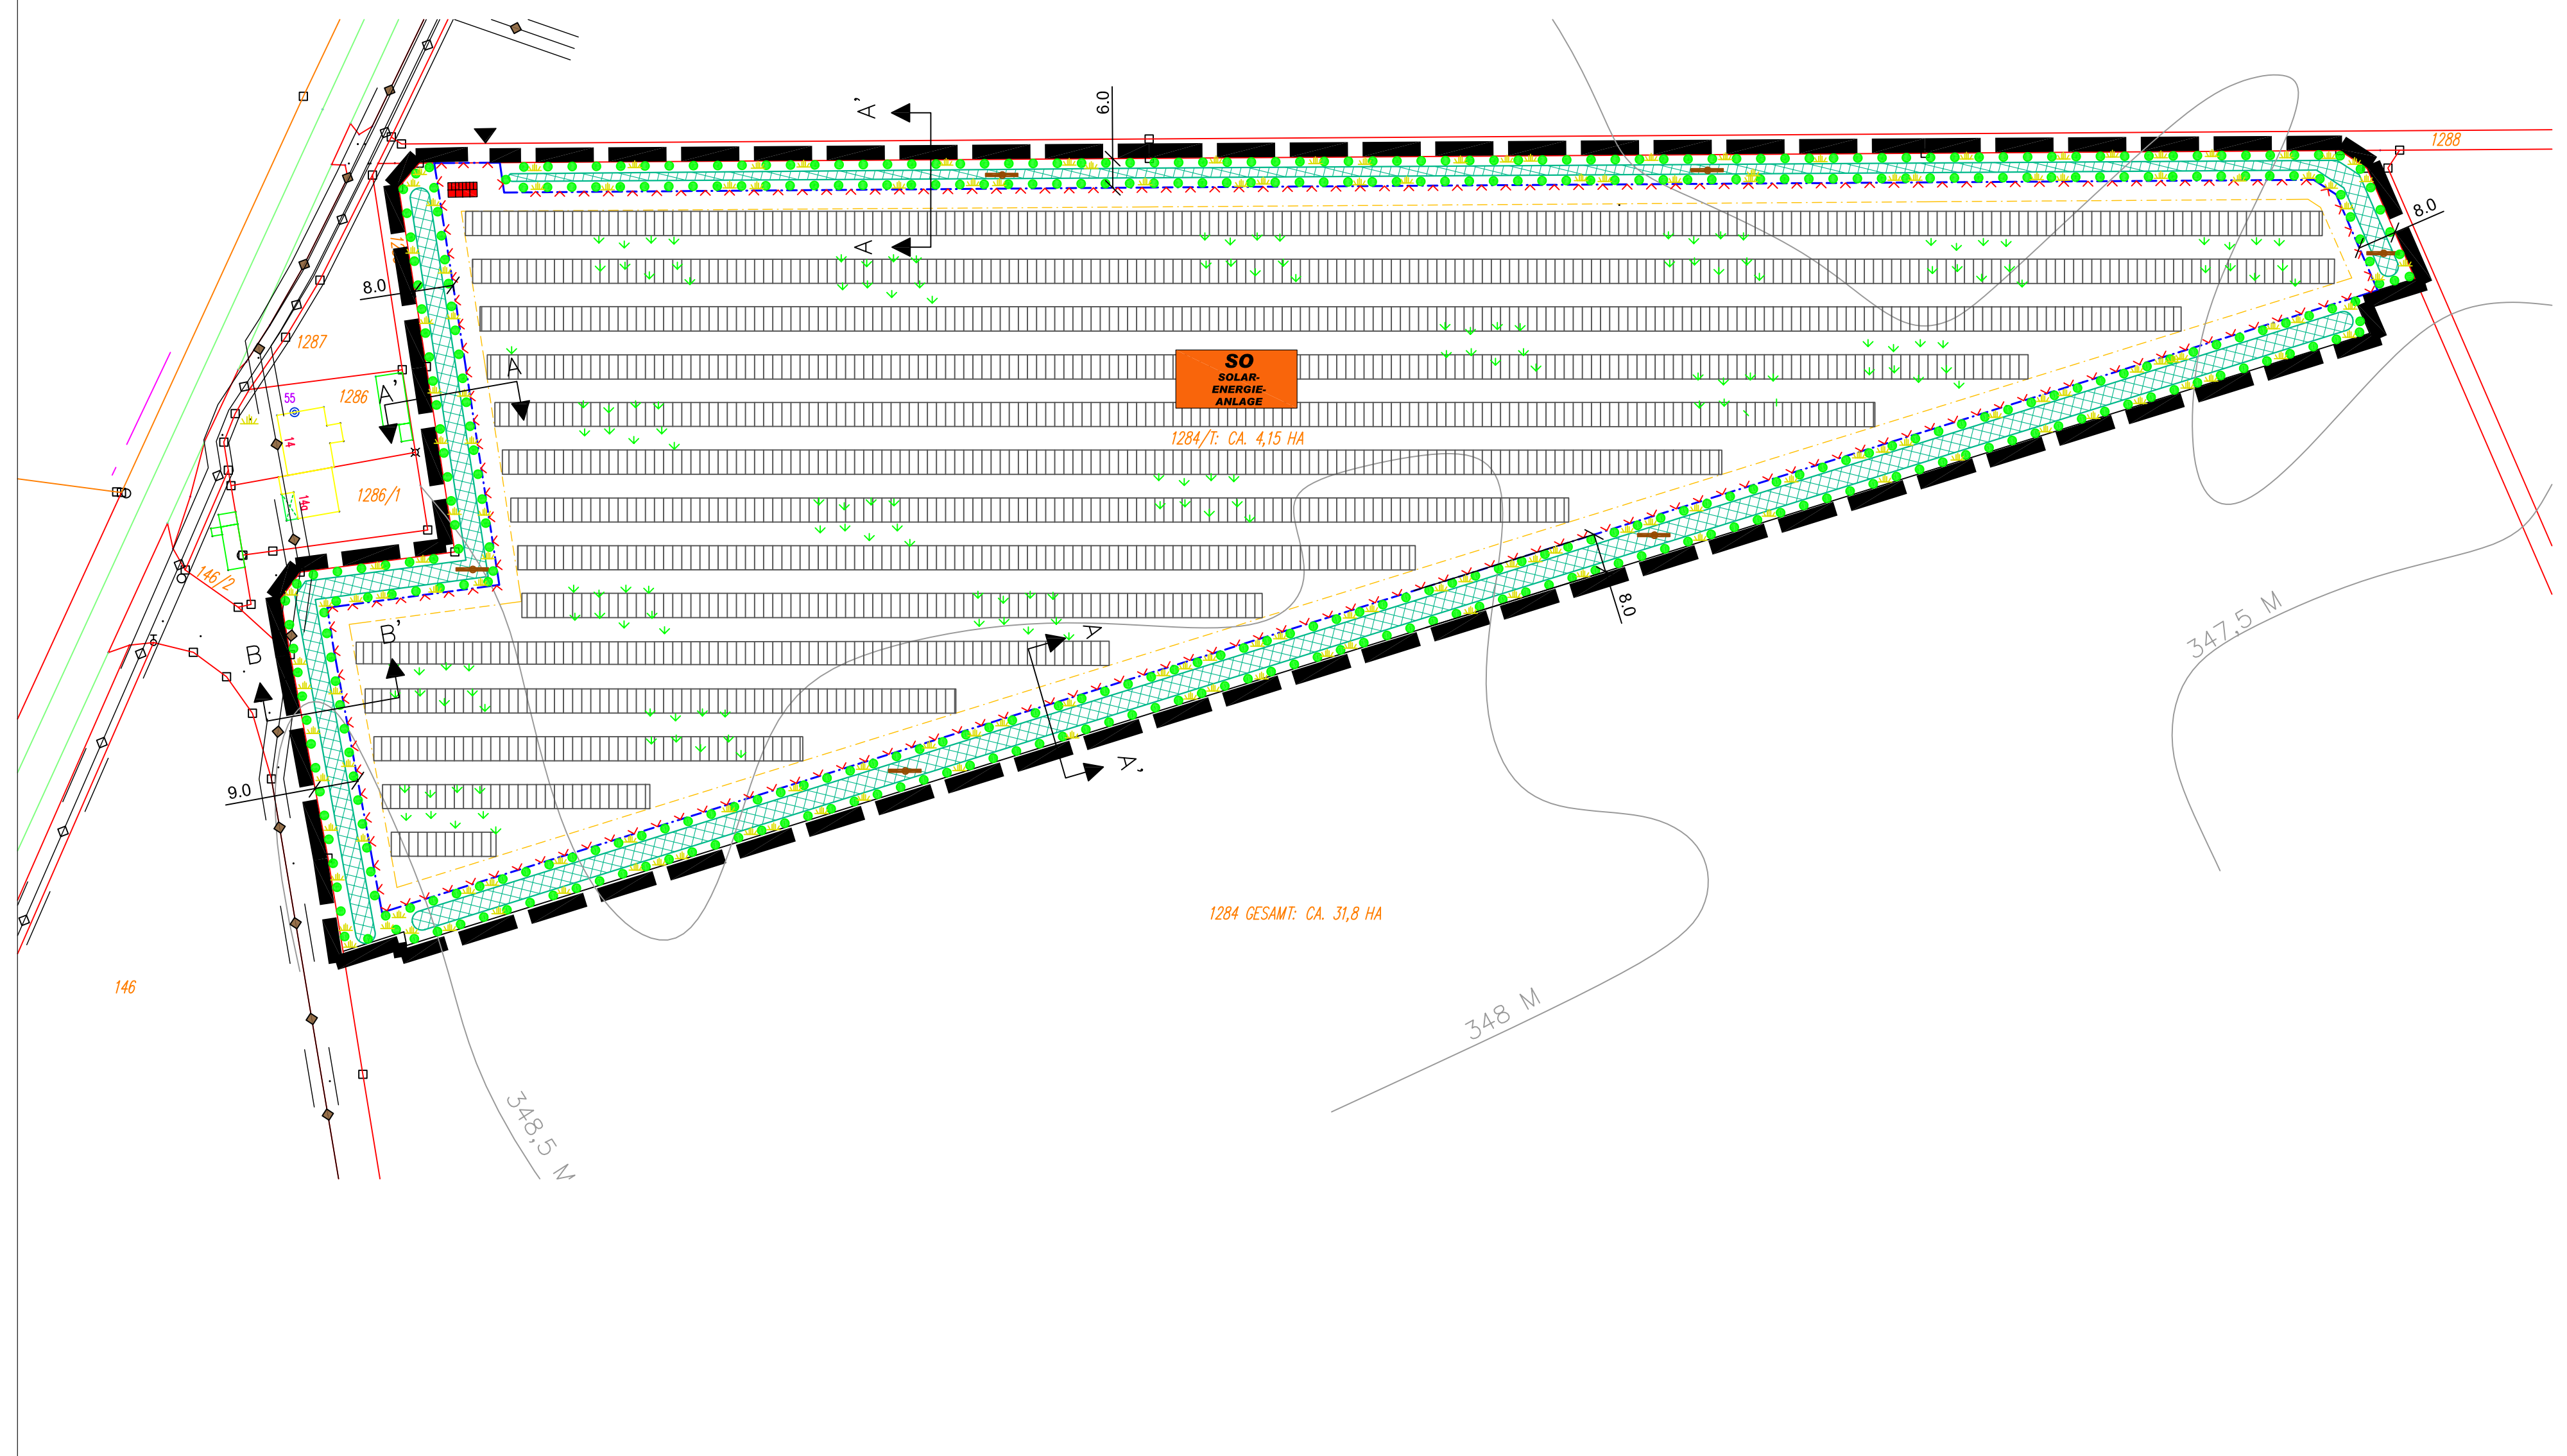 A'
6.0
1288
8.0
A
8.0
1287
SO
SOLAR-
ENERGIE-
ANLAGE
A
A'
1286
55
14
1284/T: CA. 4,15 HA
1286/1
14a
146/2
8.0
347,5 M
B'
B
A
A'
9.0
1284 GESAMT: CA. 31,8 HA
146
348 M
348,5 M